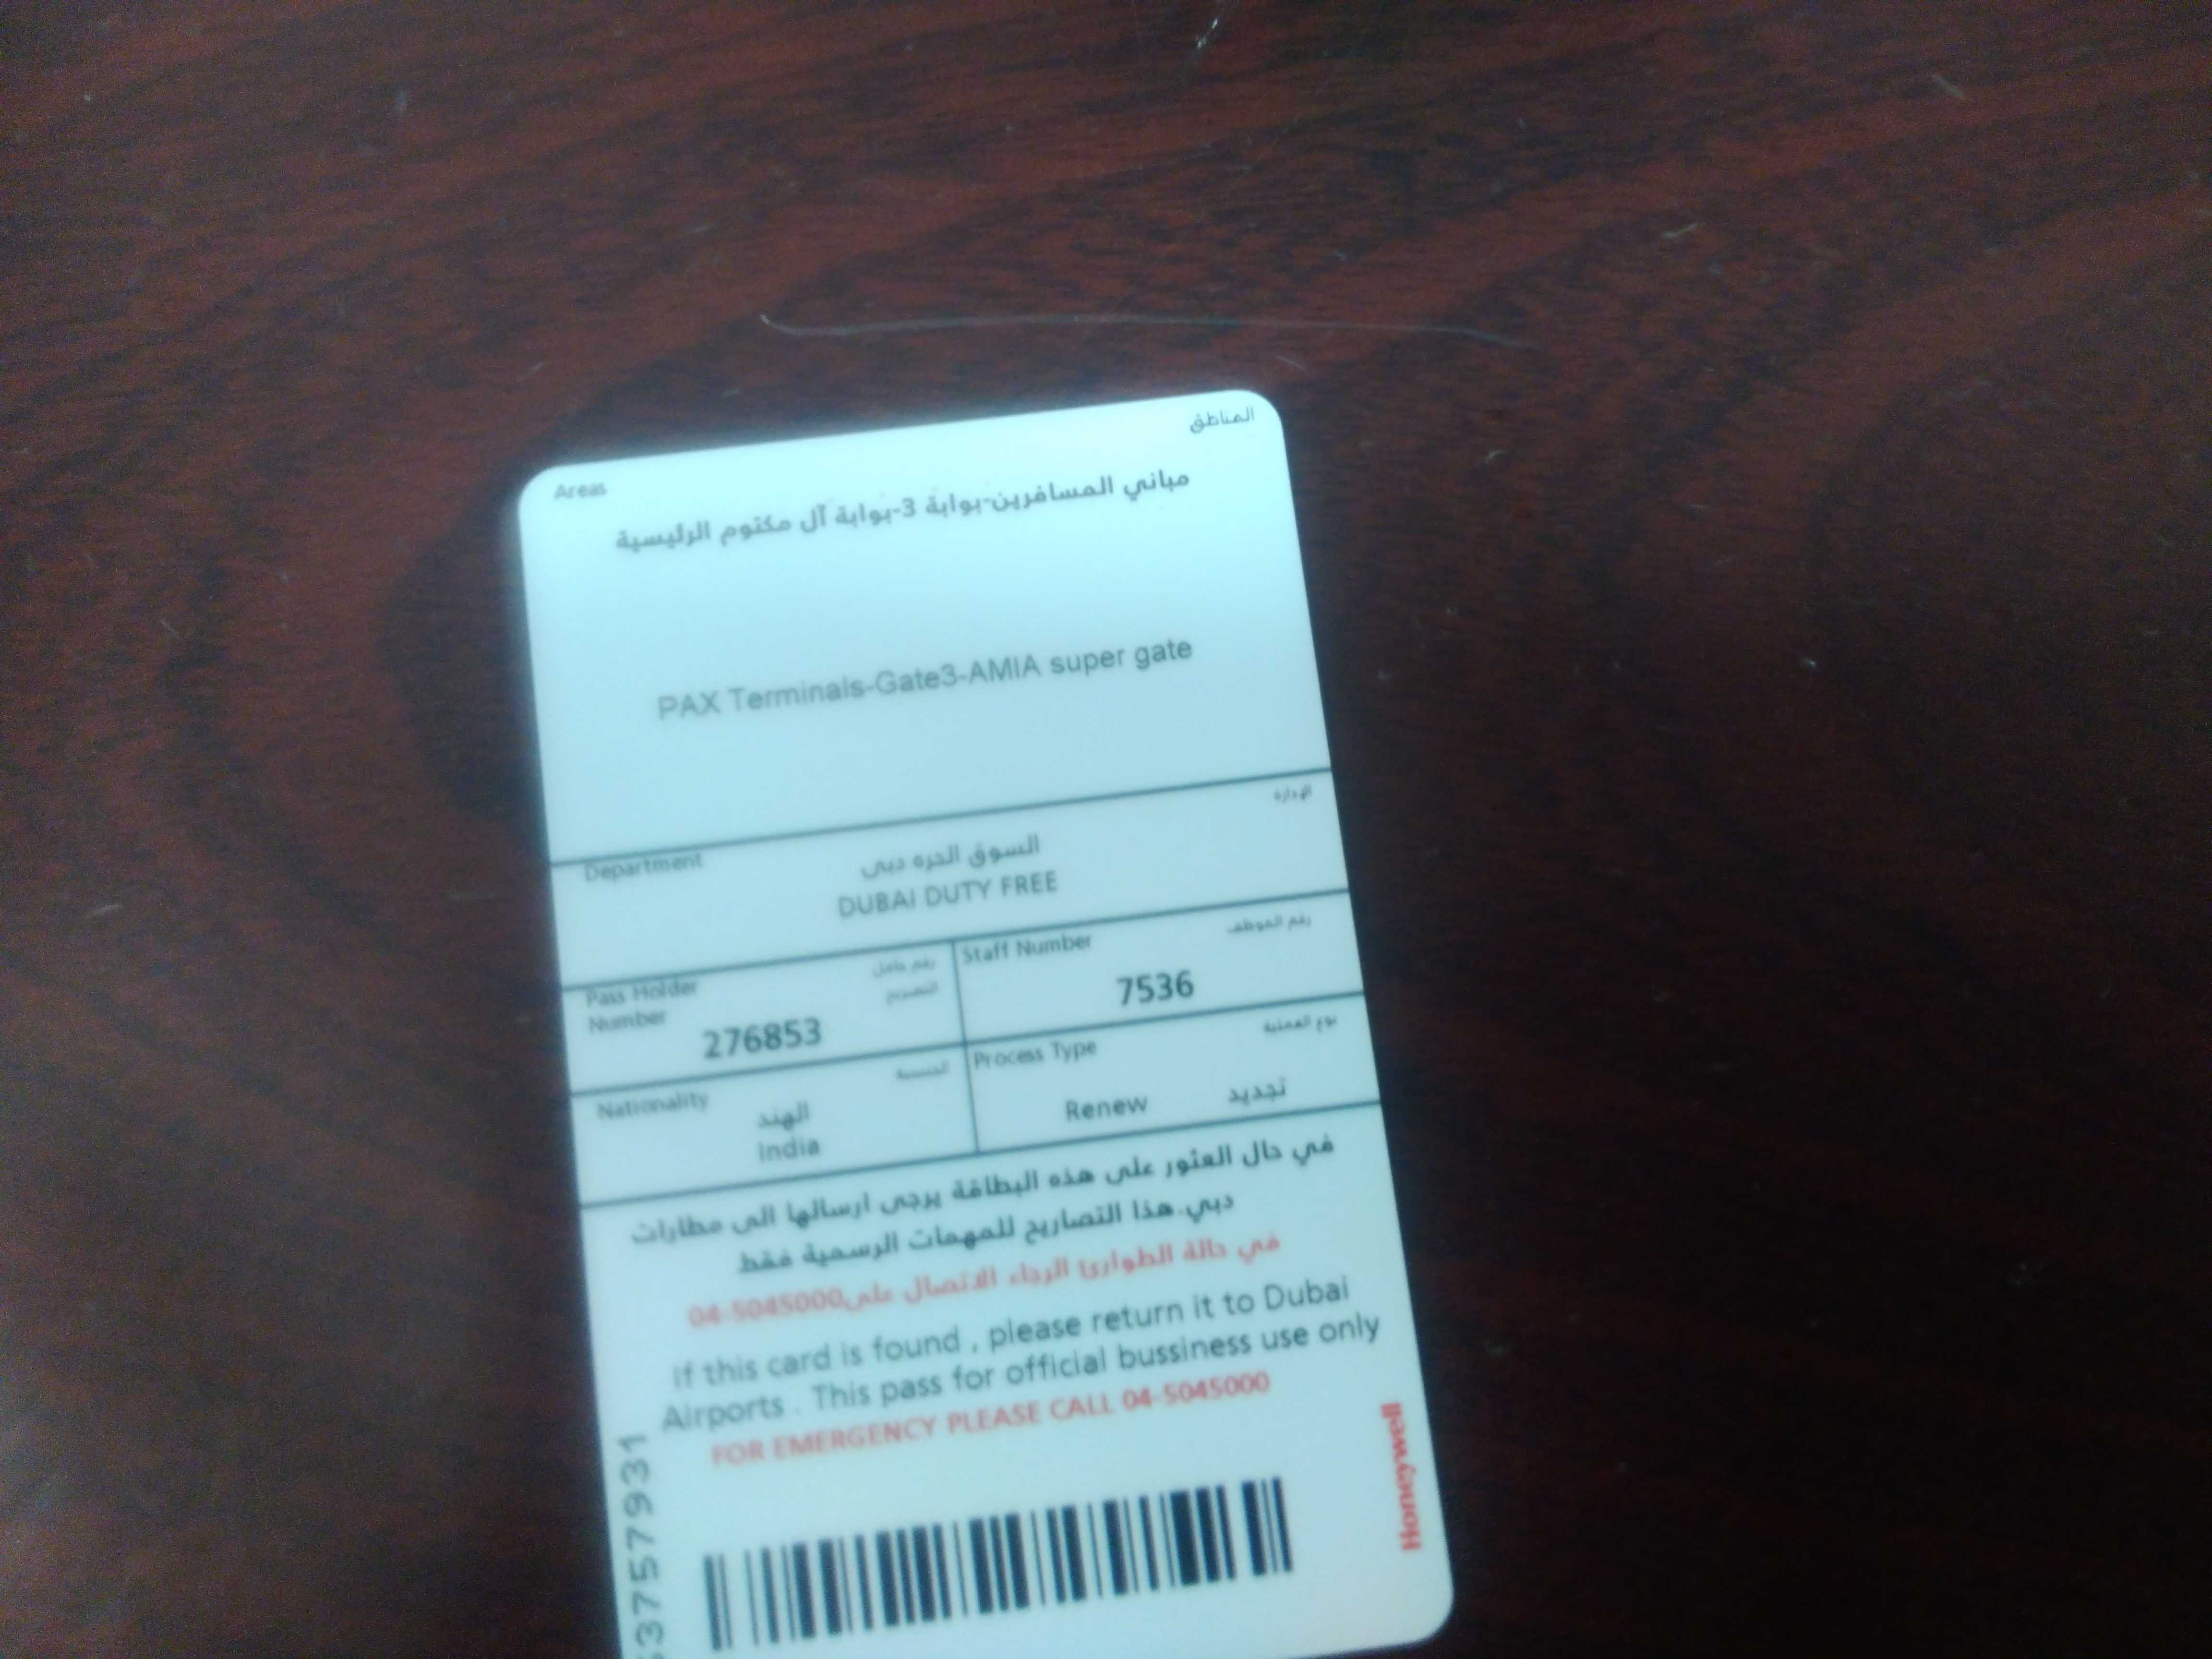 المناطق
Areas
مباني المسافرين-بوابة 3-بوابة آل مكتوم الرئيسية
PAX Terminals-Gate3-AMIA super gate
الإدارة
Department
السوق الحره دبي
DUBAI DUTY FREE
Pass Holder Number
رقم حامل التصريح
276853
Staff Number
رقم الموظف
7536
Nationality
الجنسية
الهند
India
Process Type
نوع العملية
Renew تجديد
في حال العثور على هذه البطاقة يرجى ارسالها الى مطارات
دبي.هذا التصاريح للمهمات الرسمية فقط
في حالة الطوارئ الرجاء الاتصال على04-5045000
If this card is found , please return it to Dubai
Airports . This pass for official bussiness use only
FOR EMERGENCY PLEASE CALL 04-5045000
Honeywell
3757931